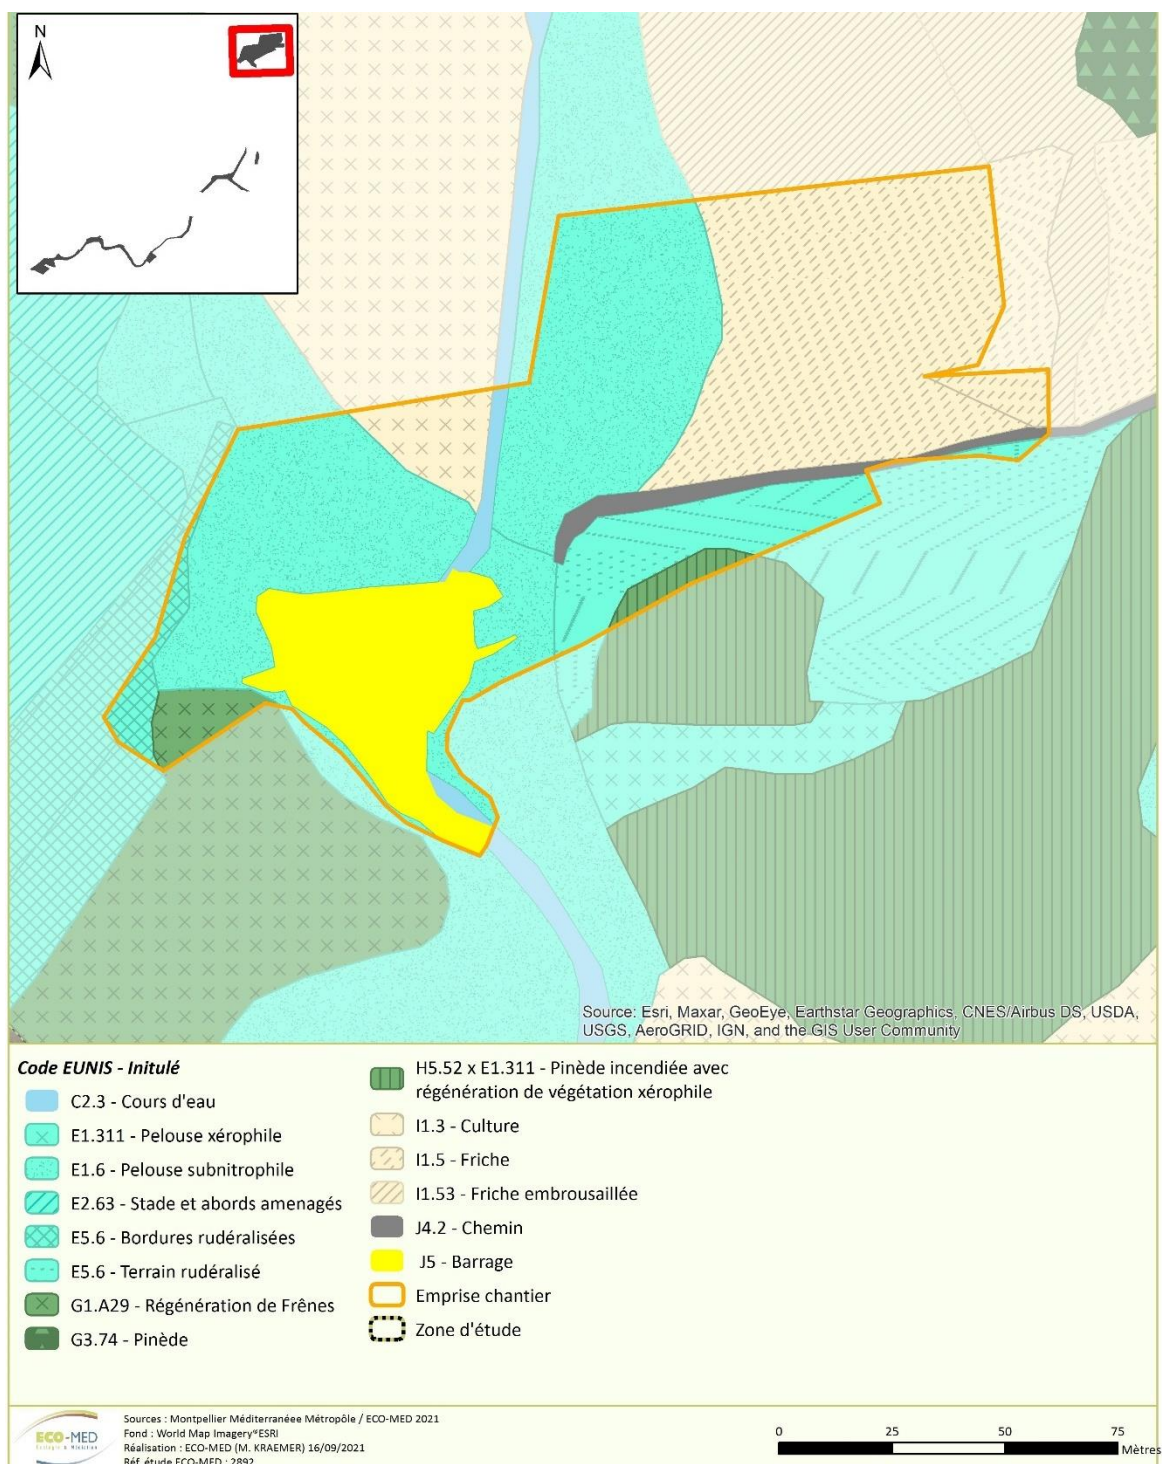 N
Source: Esri, Maxar, GeoEye, Earthstar Geographics, CNES/Airbus DS, USDA,
USGS, AeroGRID, IGN, and the GIS User Community
Code EUNIS - Initulé
C2.3 - Cours d'eau
E1.311 - Pelouse xérophile
E1.6 - Pelouse subnitrophile
E2.63 - Stade et abords amenagés
E5.6 - Bordures rudéralisées
E5.6 - Terrain rudéralisé
G1.A29 - Régénération de Frênes
G3.74 - Pinède
H5.52 x E1.311 - Pinède incendiée avec
régénération de végétation xérophile
I1.3 - Culture
I1.5 - Friche
I1.53 - Friche embrousaillée
J4.2 - Chemin
J5 - Barrage
Emprise chantier
Zone d'étude
ECO-MED
Sources : Montpellier Méditerranéee Métropôle / ECO-MED 2021
Fond : World Map Imagery®ESRI
Réalisation : ECO-MED (M. KRAEMER) 16/09/2021
Réf. étude ECO-MED : 2892
0 25 50 75
Mètres